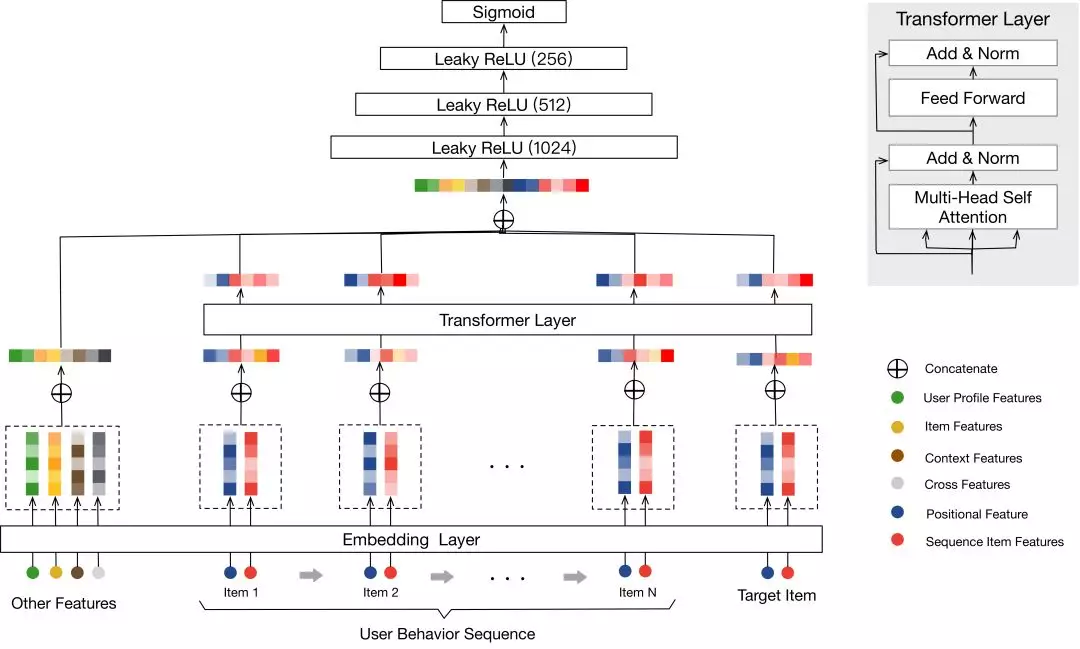 Sigmoid
Leaky ReLU (256)
Leaky ReLU (512)
Leaky ReLU (1024)
Transformer Layer
Embedding Layer
Other Features
Item 1
Item 2
. . .
Item N
Target Item
User Behavior Sequence
Transformer Layer
Add & Norm
Feed Forward
Add & Norm
Multi-Head Self
Attention
Concatenate
User Profile Features
Item Features
Context Features
Cross Features
Positional Feature
Sequence Item Features